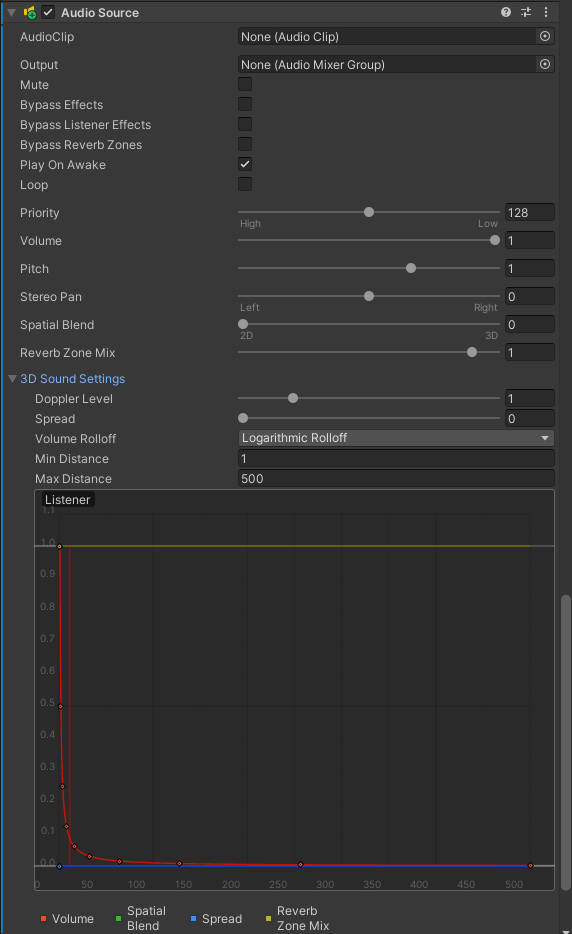 Audio Source
AudioClip None (Audio Clip)
Output None (Audio Mixer Group)
Mute
Bypass Effects
Bypass Listener Effects
Bypass Reverb Zones
Play On Awake
Loop
Priority 128
High Low
Volume 1
Pitch 1
Stereo Pan 0
Left Right
Spatial Blend 0
2D 3D
Reverb Zone Mix 1
3D Sound Settings
Doppler Level 1
Spread 0
Volume Rolloff Logarithmic Rolloff
Min Distance 1
Max Distance 500
Listener
1.1
1.0
0.9
0.8
0.7
0.6
0.5
0.4
0.3
0.2
0.1
0.0
0 50 100 150 200 250 300 350 400 450 500
Volume
Spatial
Blend
Spread
Reverb
Zone Mix